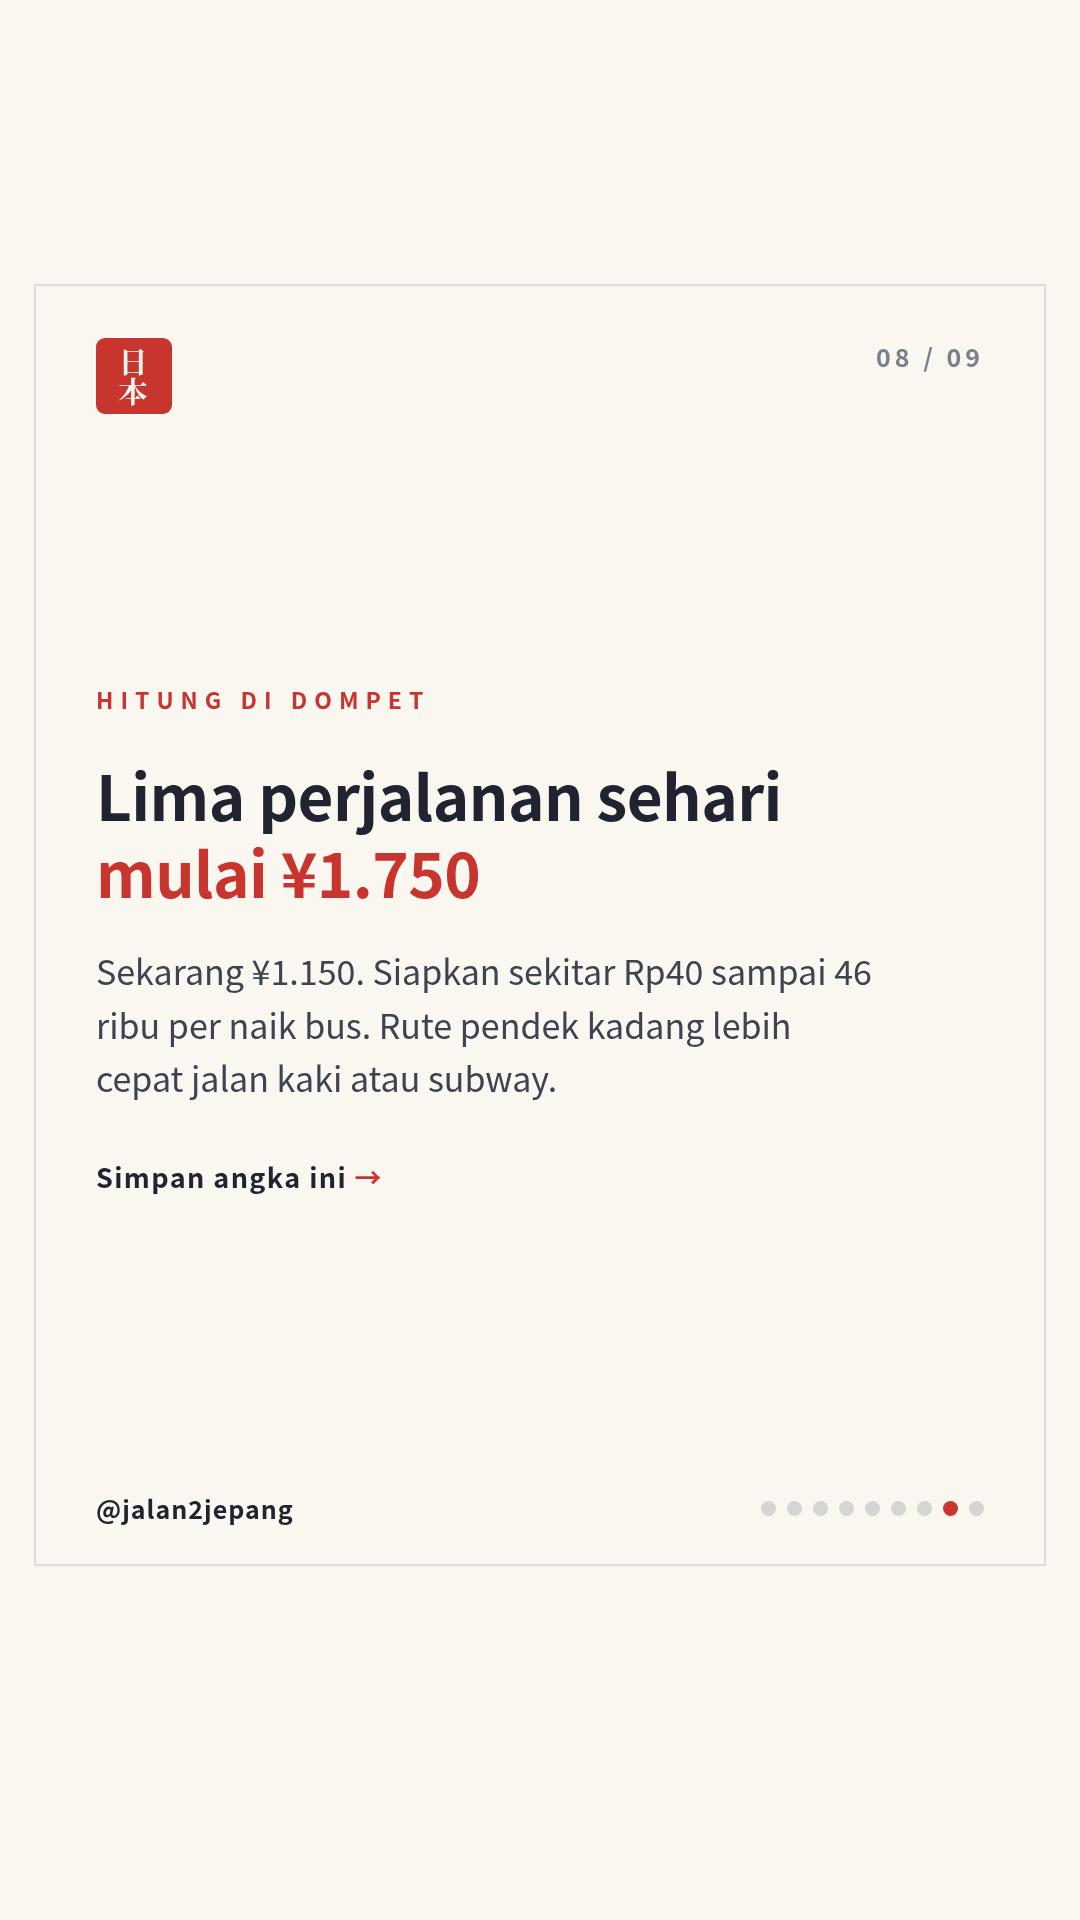 日本
08 / 09
HITUNG DI DOMPET
Lima perjalanan sehari
mulai ¥1.750
Sekarang ¥1.150. Siapkan sekitar Rp40 sampai 46
ribu per naik bus. Rute pendek kadang lebih
cepat jalan kaki atau subway.
Simpan angka ini →
@jalan2jepang